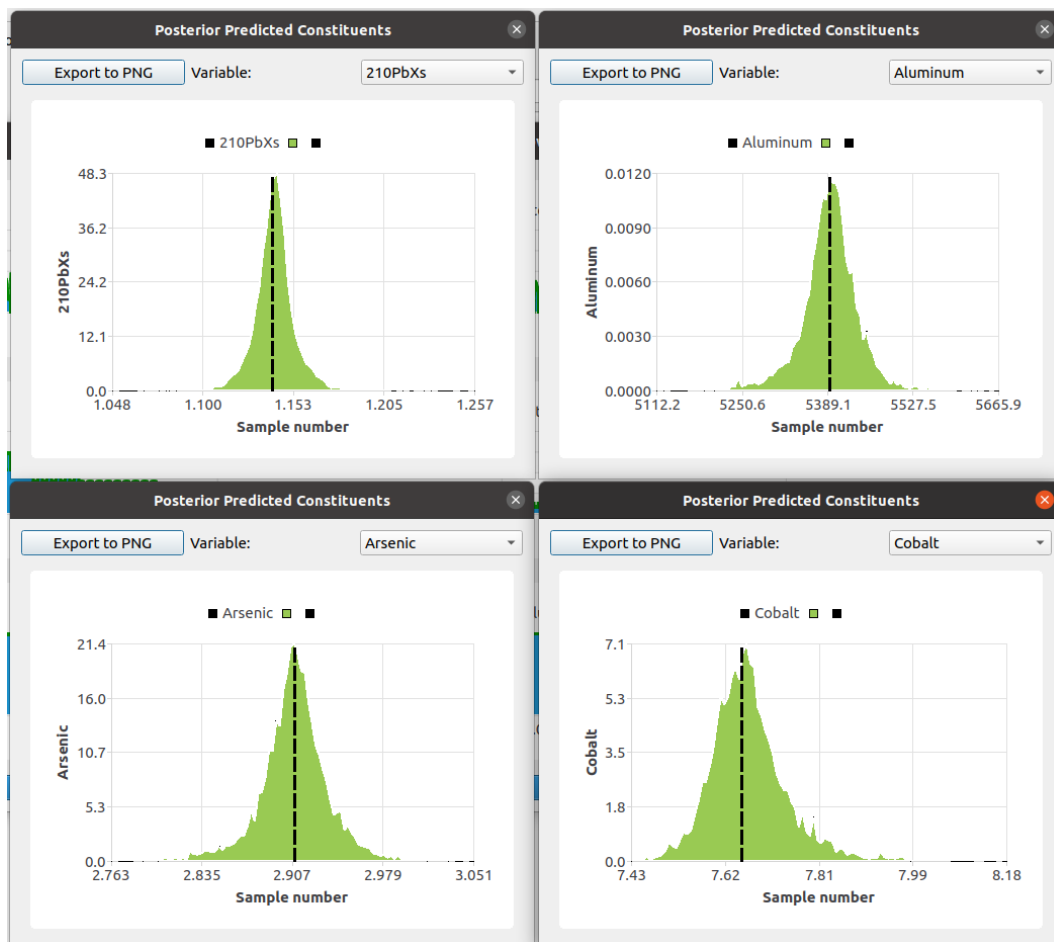 Posterior Predicted Constituents
Export to PNG Variable: 210PbXs
210PbXs
48.3
36.2
24.2
12.1
0.0
210PbXs
1.048 1.100 1.153 1.205 1.257
Sample number
Posterior Predicted Constituents
Export to PNG Variable: Aluminum
Aluminum
0.0120
0.0090
0.0060
0.0030
0.0000
Aluminum
5112.2 5250.6 5389.1 5527.5 5665.9
Sample number
Posterior Predicted Constituents
Export to PNG Variable: Arsenic
Arsenic
21.4
16.0
10.7
5.3
0.0
Arsenic
2.763 2.835 2.907 2.979 3.051
Sample number
Posterior Predicted Constituents
Export to PNG Variable: Cobalt
Cobalt
7.1
5.3
3.5
1.8
0.0
Cobalt
7.43 7.62 7.81 7.99 8.18
Sample number